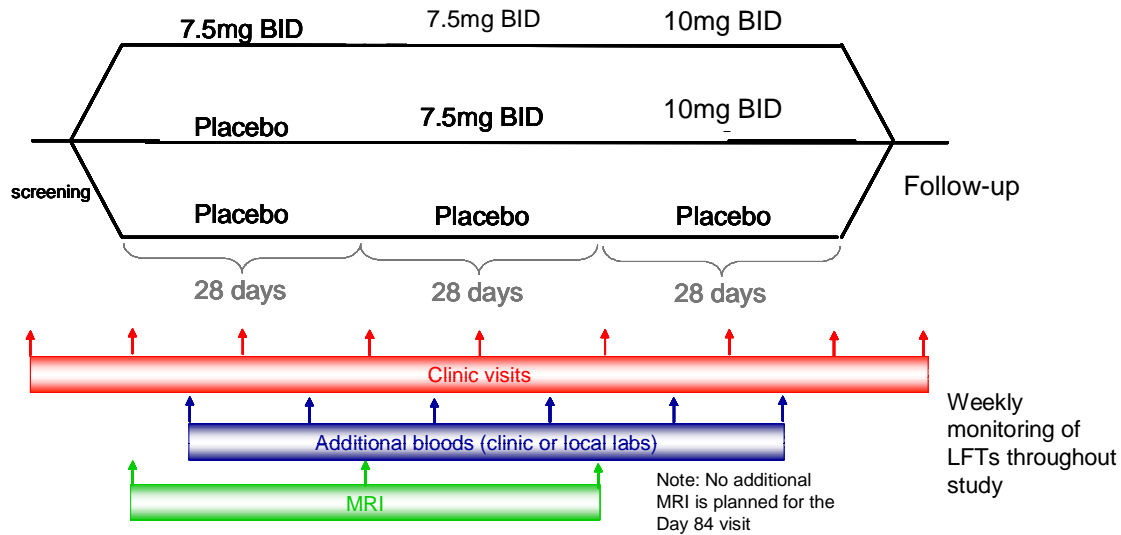 7.5mg BID 7.5mg BID 10mg BID
Placebo 7.5mg BID 10mg BID
screening
Follow-up
Placebo Placebo Placebo
28 days 28 days 28 days
Clinic visits
Additional bloods (clinic or local labs)
MRI
Note: No additional
MRI is planned for the
Day 84 visit
Weekly
monitoring of
LFTs throughout
study